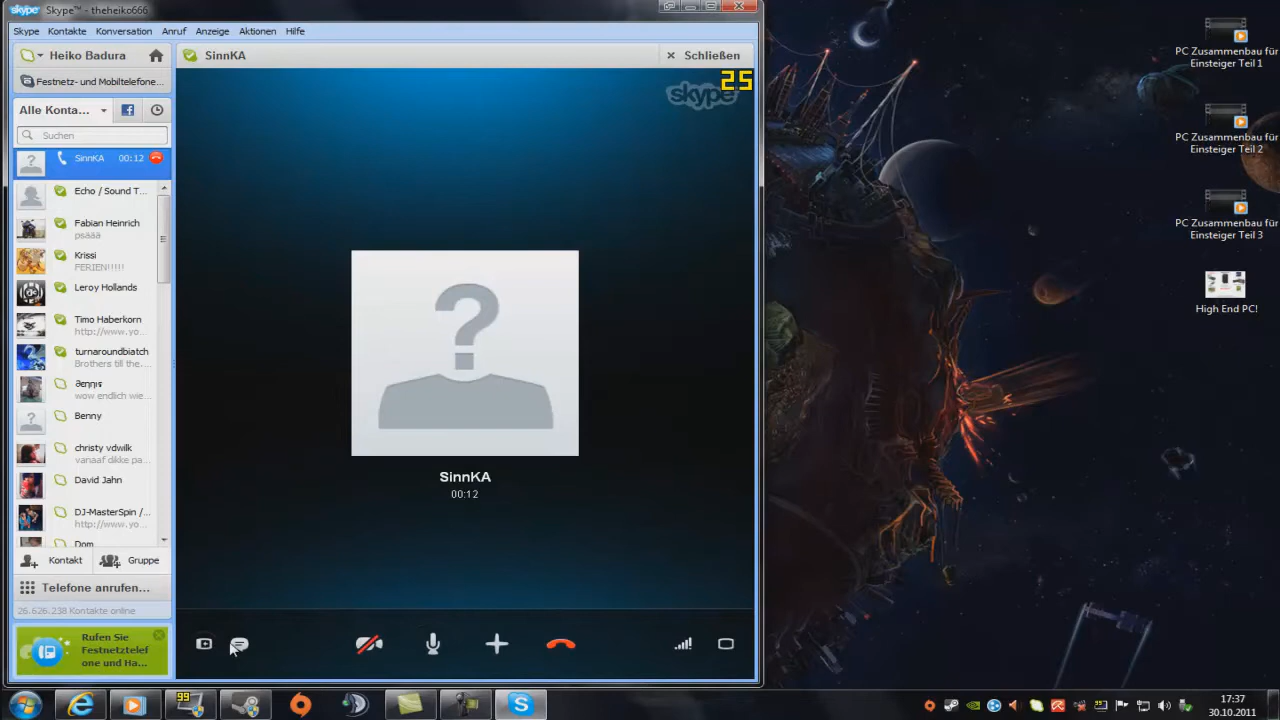 Skype™ - theheiko666
Skype Kontakte Konversation Anruf Anzeige Aktionen Hilfe
Heiko Badura
SinnKA
Schließen
Festnetz- und Mobiltelefone...
25
skype
Alle Konta...
Suchen
SinnKA 00:12
Echo / Sound T...
Fabian Heinrich
psäää
Krissi
FERIEN!!!!!
Leroy Hollands
Timo Haberkorn
http://www.yo...
turnaroundbiatch
Brothers till the...
wow endlich wie...
Benny
christy vdwilk
vanaaf dikke pa...
David Jahn
DJ-MasterSpin /...
http://www.yo...
Dom
SinnKA
00:12
Kontakt
Gruppe
Telefone anrufen...
26.626.238 Kontakte online
Rufen Sie
Festnetztelef
one und Ha...
PC Zusammenbau für
Einsteiger Teil 1
PC Zusammenbau für
Einsteiger Teil 2
PC Zusammenbau für
Einsteiger Teil 3
High End PC!
99
17:37
30.10.2011